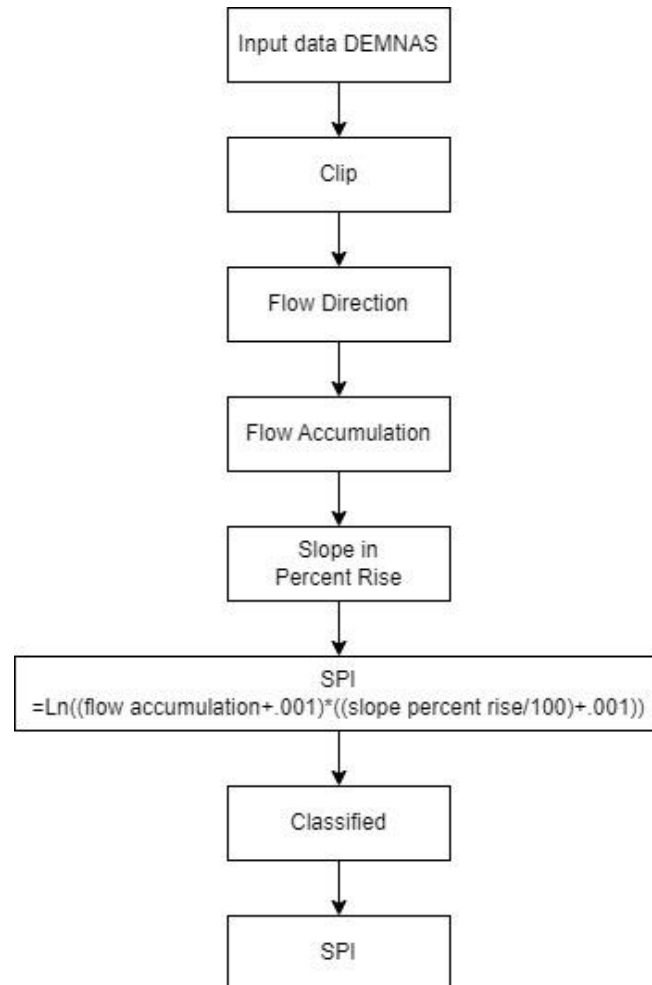 Input data DEMNAS
Clip
Flow Direction
Flow Accumulation
Slope in
Percent Rise
SPI
=Ln((flow accumulation+.001)*((slope percent rise/100)+.001))
Classified
SPI